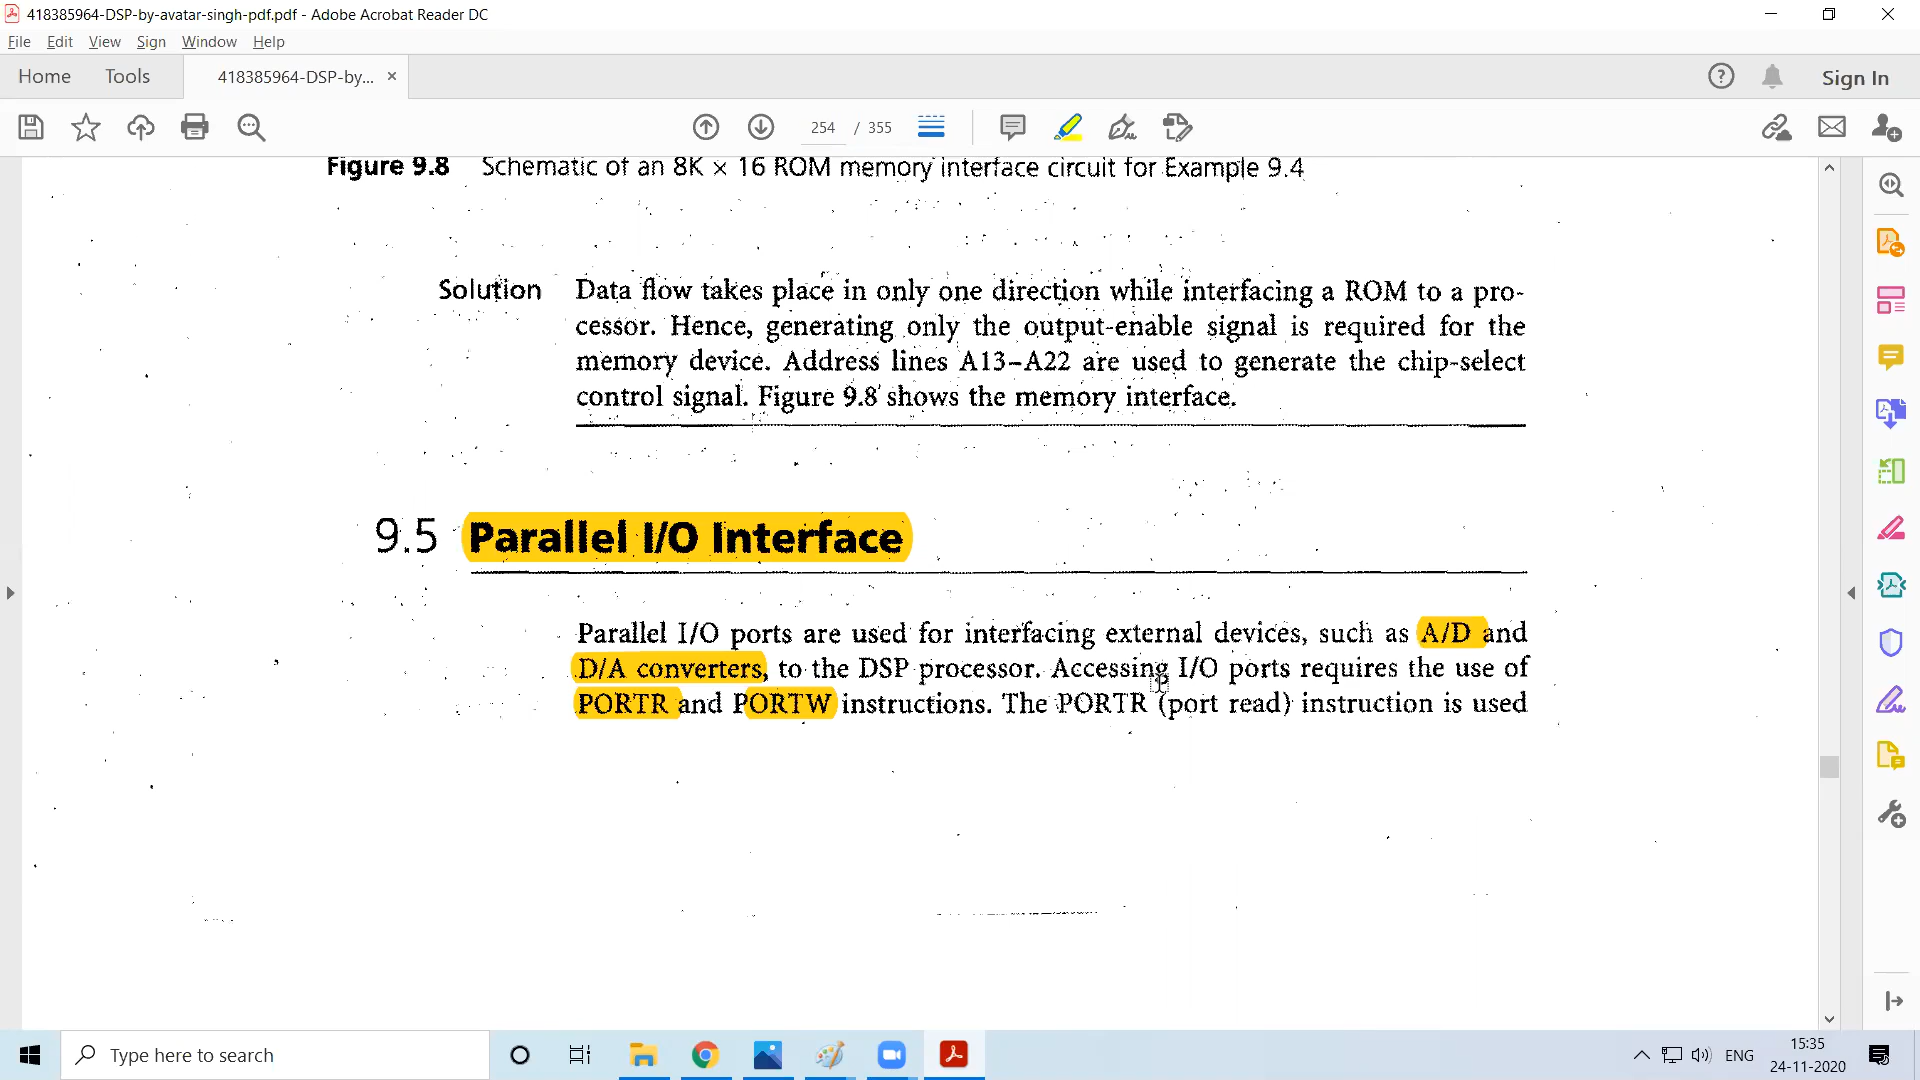 418385964-DSP-by-avatar-singh-pdf.pdf - Adobe Acrobat Reader DC
File Edit View Sign Window Help
Home Tools 418385964-DSP-by... × Sign In
254 / 355
Figure 9.8 Schematic of an 8K × 16 ROM memory interface circuit for Example 9.4
Solution Data flow takes place in only one direction while interfacing a ROM to a pro-
cessor. Hence, generating only the output-enable signal is required for the
memory device. Address lines A13–A22 are used to generate the chip-select
control signal. Figure 9.8 shows the memory interface.
9.5 Parallel I/O Interface
Parallel I/O ports are used for interfacing external devices, such as A/D and
D/A converters, to the DSP processor. Accessing I/O ports requires the use of
PORTR and PORTW instructions. The PORTR (port read) instruction is used
Type here to search
ENG
15:35
24-11-2020